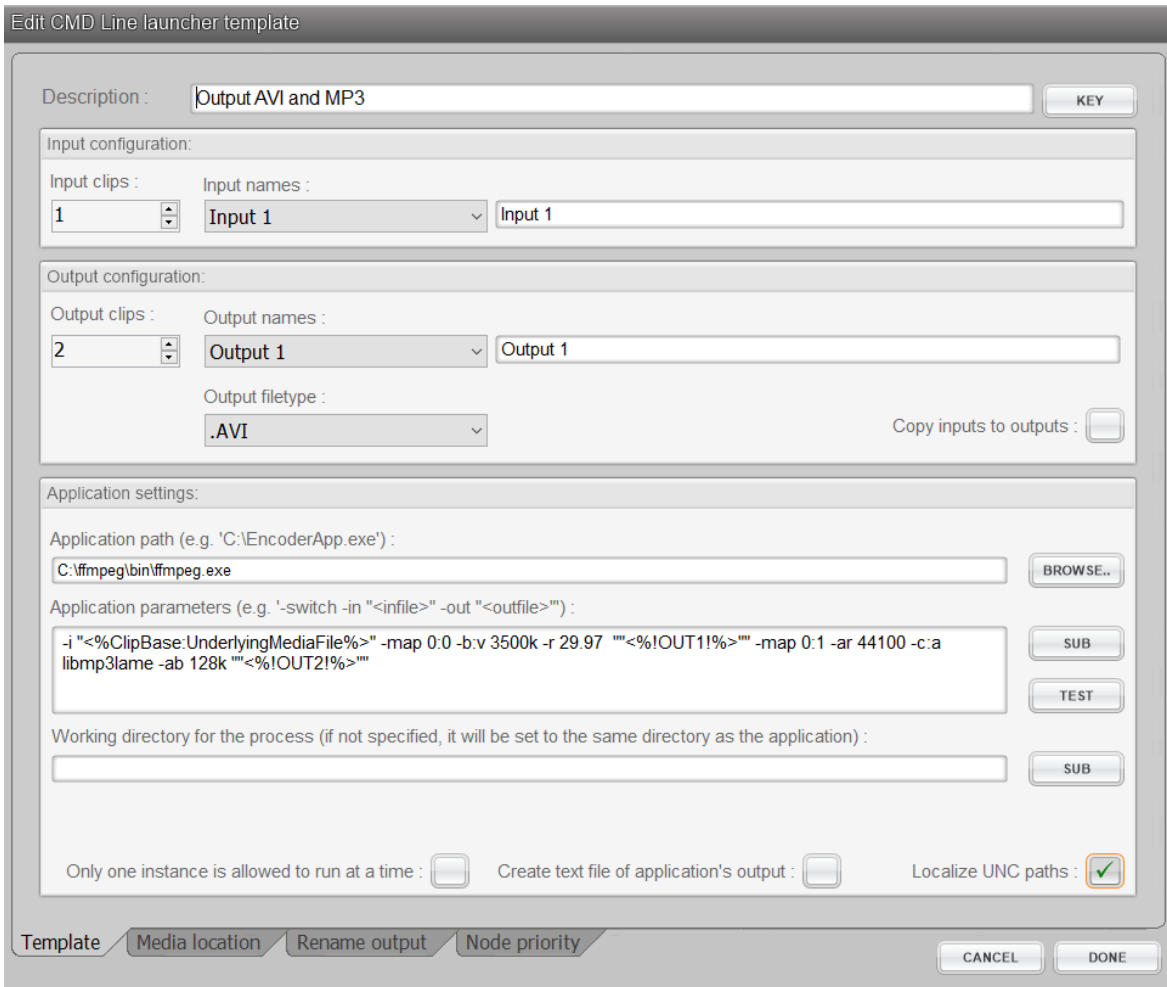 Edit CMD Line launcher template
Description : Output AVI and MP3 KEY
Input configuration:
Input clips : Input names :
1 Input 1 Input 1
Output configuration:
Output clips : Output names :
2 Output 1 Output 1
Output filetype :
.AVI Copy inputs to outputs :
Application settings:
Application path (e.g. 'C:\EncoderApp.exe') :
C:\ffmpeg\bin\ffmpeg.exe BROWSE..
Application parameters (e.g. '-switch -in "<infile>" -out "<outfile>"') :
-i "<%ClipBase:UnderlyingMediaFile%>" -map 0:0 -b:v 3500k -r 29.97  ""<%!OUT1!%>"" -map 0:1 -ar 44100 -c:a SUB
libmp3lame -ab 128k ""<%!OUT2!%>""
TEST
Working directory for the process (if not specified, it will be set to the same directory as the application) :
SUB
Only one instance is allowed to run at a time : Create text file of application's output : Localize UNC paths :
Template Media location Rename output Node priority
CANCEL DONE